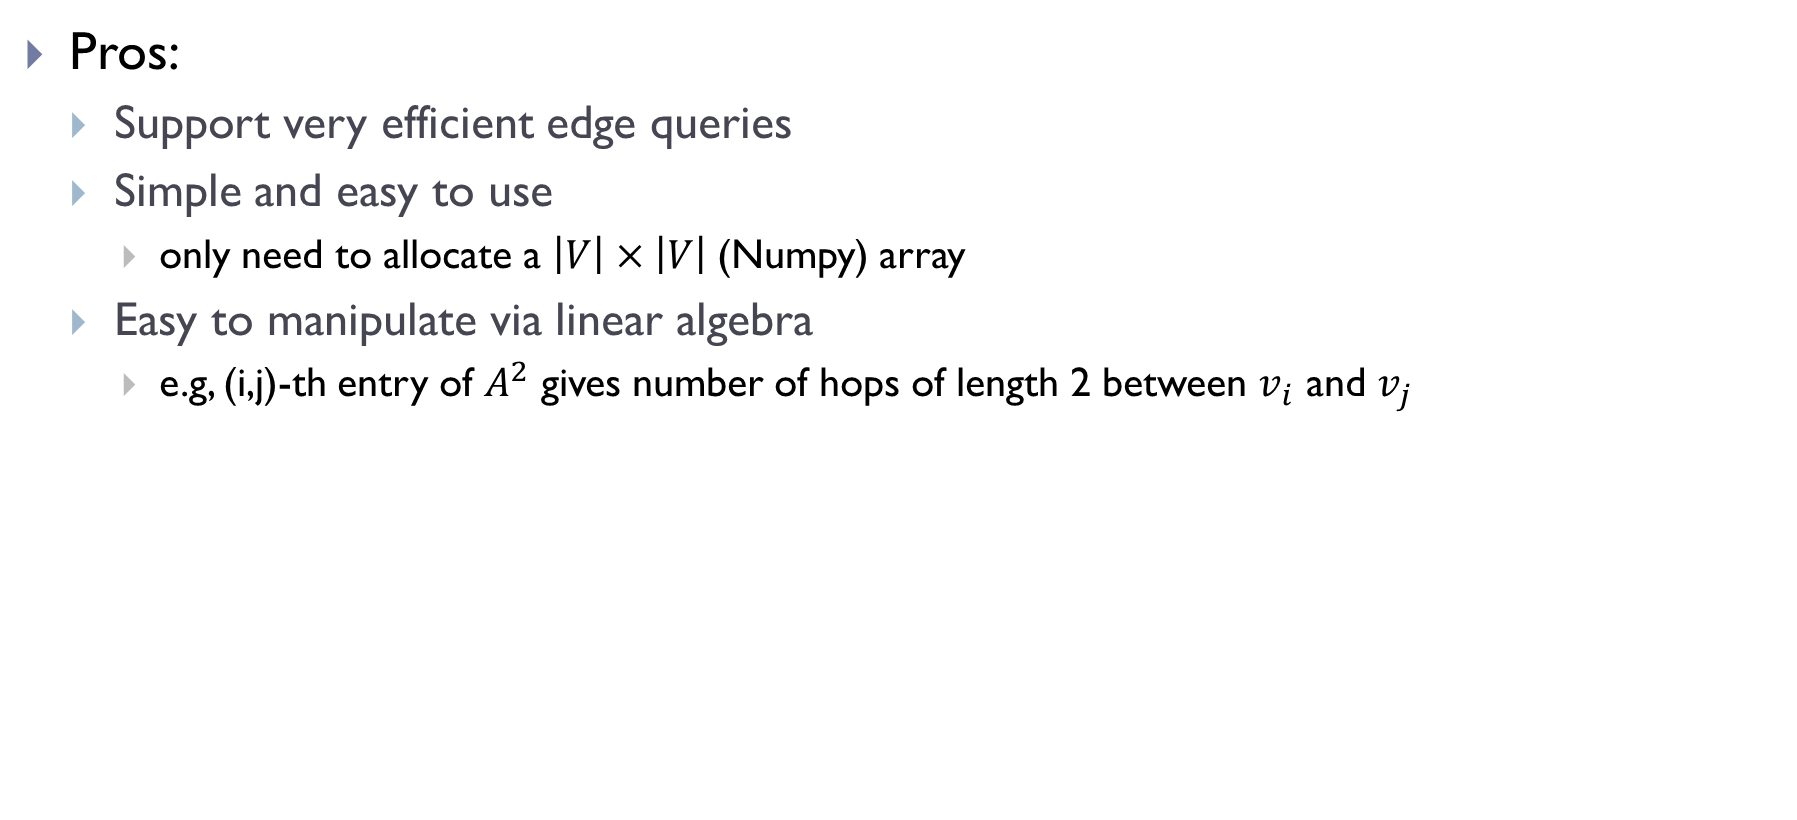 Pros:
Support very efficient edge queries
Simple and easy to use
only need to allocate a |V| × |V| (Numpy) array
Easy to manipulate via linear algebra
e.g, (i,j)-th entry of A² gives number of hops of length 2 between vᵢ and vⱼ